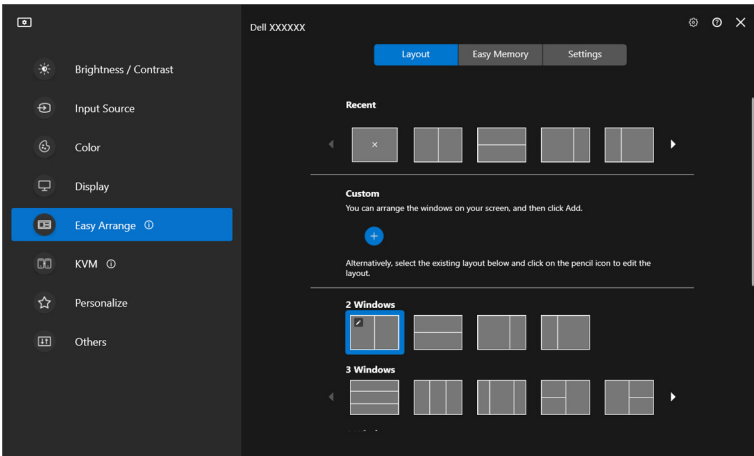 Dell XXXXXX
Brightness / Contrast
Input Source
Color
Display
Easy Arrange
KVM
Personalize
Others
Layout
Easy Memory
Settings
Recent
Custom
You can arrange the windows on your screen, and then click Add.
Alternatively, select the existing layout below and click on the pencil icon to edit the
layout.
2 Windows
3 Windows